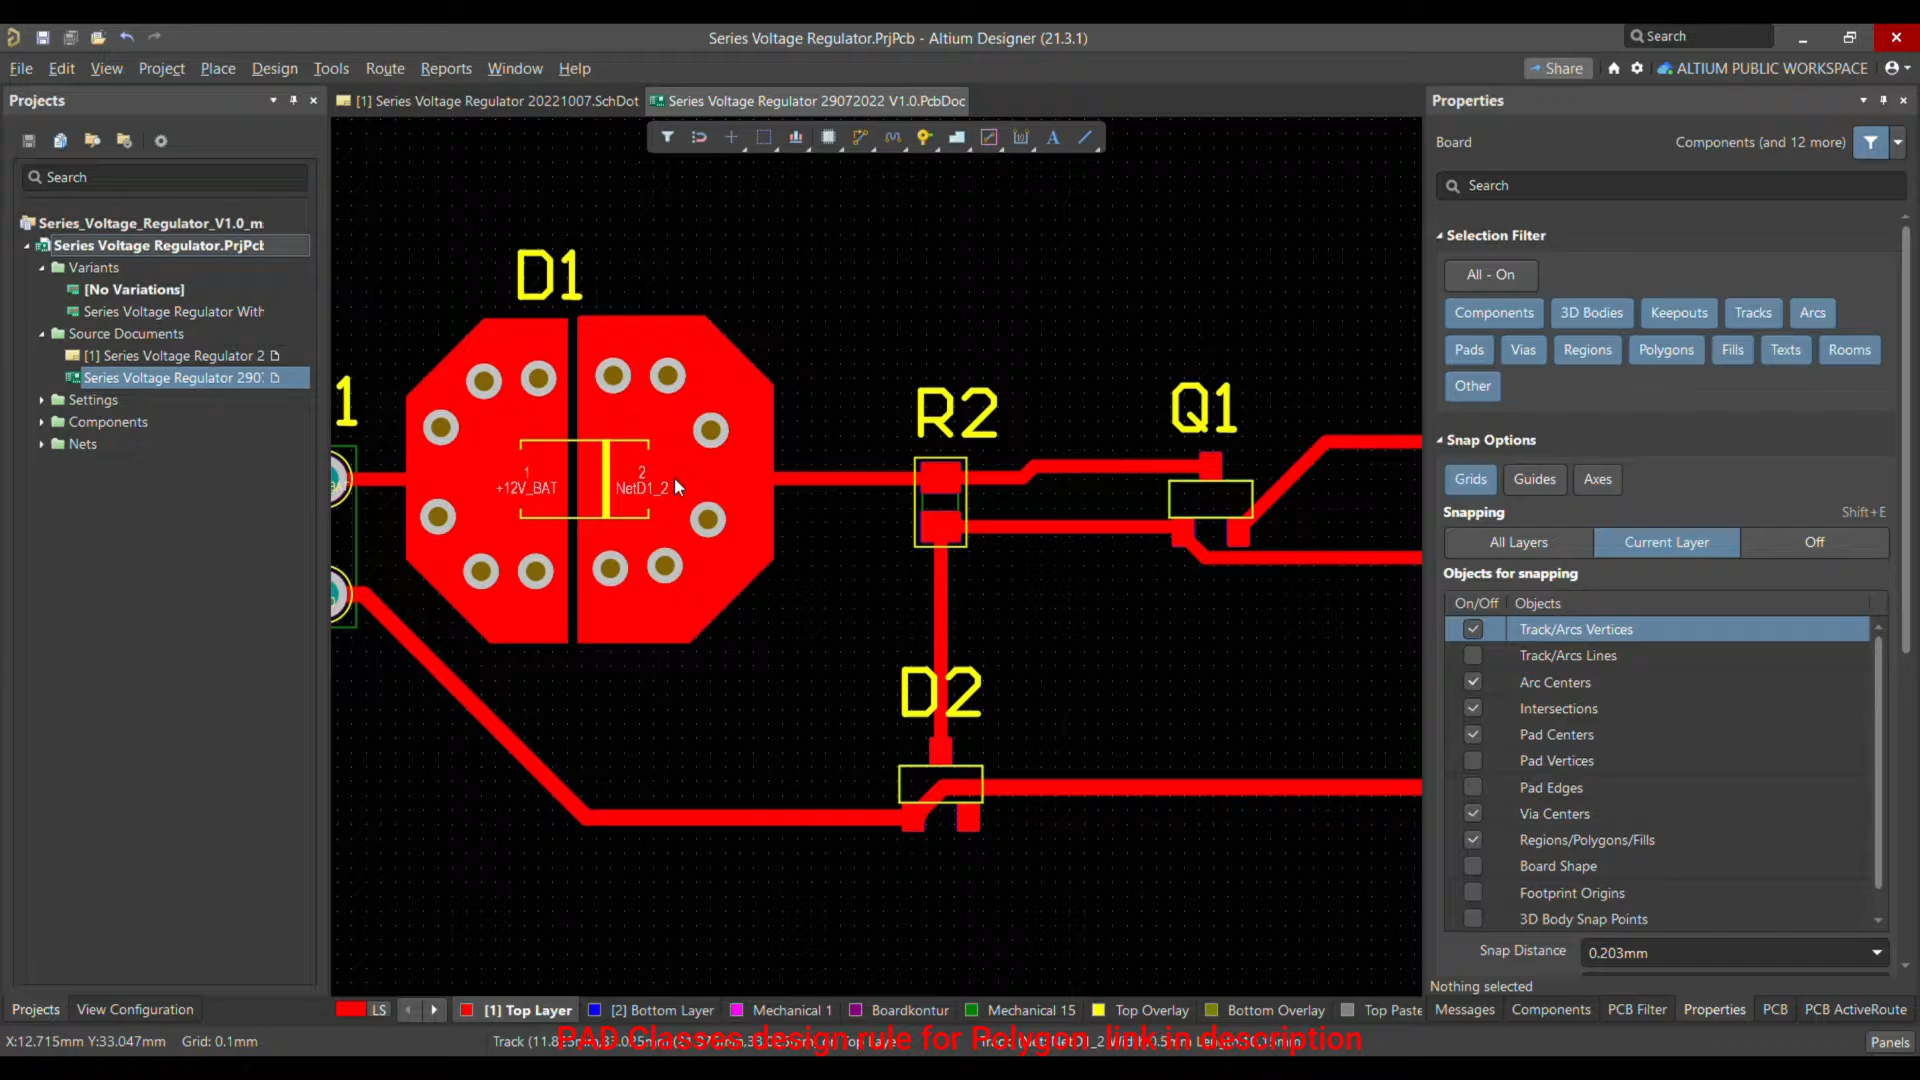 Series Voltage Regulator.PrjPcb - Altium Designer (21.3.1)
Search
File Edit View Project Place Design Tools Route Reports Window Help
Share
ALTIUM PUBLIC WORKSPACE
Projects
[1] Series Voltage Regulator 20221007.SchDot
Series Voltage Regulator 29072022 V1.0.PcbDoc
Properties
Board
Components (and 12 more)
Search
Search
Series_Voltage_Regulator_V1.0_m
Series Voltage Regulator.PrjPcb
Variants
[No Variations]
Series Voltage Regulator With
Source Documents
[1] Series Voltage Regulator 2
Series Voltage Regulator 290
Settings
Components
Nets
D1
1
R2
Q1
1
+12V_BAT
2
NetD1_2
D2
Selection Filter
All - On
Components 3D Bodies Keepouts Tracks Arcs
Pads Vias Regions Polygons Fills Texts Rooms
Other
Snap Options
Grids Guides Axes
Snapping Shift+E
All Layers Current Layer Off
Objects for snapping
On/Off Objects
Track/Arcs Vertices
Track/Arcs Lines
Arc Centers
Intersections
Pad Centers
Pad Vertices
Pad Edges
Via Centers
Regions/Polygons/Fills
Board Shape
Footprint Origins
3D Body Snap Points
Snap Distance 0.203mm
Nothing selected
Projects View Configuration
LS [1] Top Layer [2] Bottom Layer Mechanical 1 Boardkontur Mechanical 15 Top Overlay Bottom Overlay Top Paste
Messages Components PCB Filter Properties PCB PCB ActiveRoute
X:12.715mm Y:33.047mm Grid: 0.1mm
PAD Classes design rule for Polygon link in description
Panels